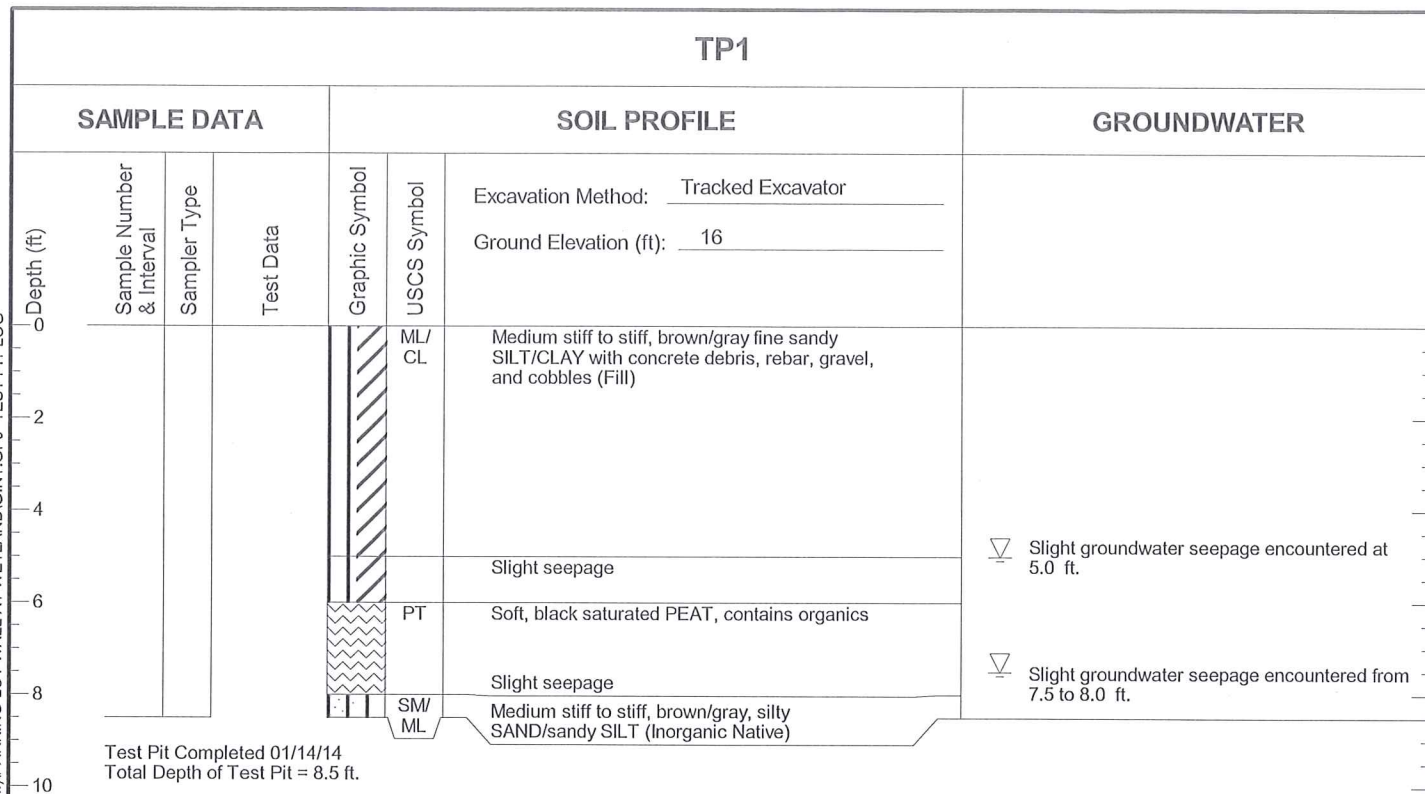 TP1
SAMPLE DATA
SOIL PROFILE
GROUNDWATER
Depth (ft)
Sample Number
& Interval
Sampler Type
Test Data
Graphic Symbol
USCS Symbol
Excavation Method: Tracked Excavator
Ground Elevation (ft): 16
0
2
4
6
8
10
ML/
CL
Medium stiff to stiff, brown/gray fine sandy
SILT/CLAY with concrete debris, rebar, gravel,
and cobbles (Fill)
Slight seepage
Slight groundwater seepage encountered at
5.0 ft.
PT
Soft, black saturated PEAT, contains organics
Slight seepage
Slight groundwater seepage encountered from
7.5 to 8.0 ft.
SM/
ML
Medium stiff to stiff, brown/gray, silty
SAND/sandy SILT (Inorganic Native)
Test Pit Completed 01/14/14
Total Depth of Test Pit = 8.5 ft.